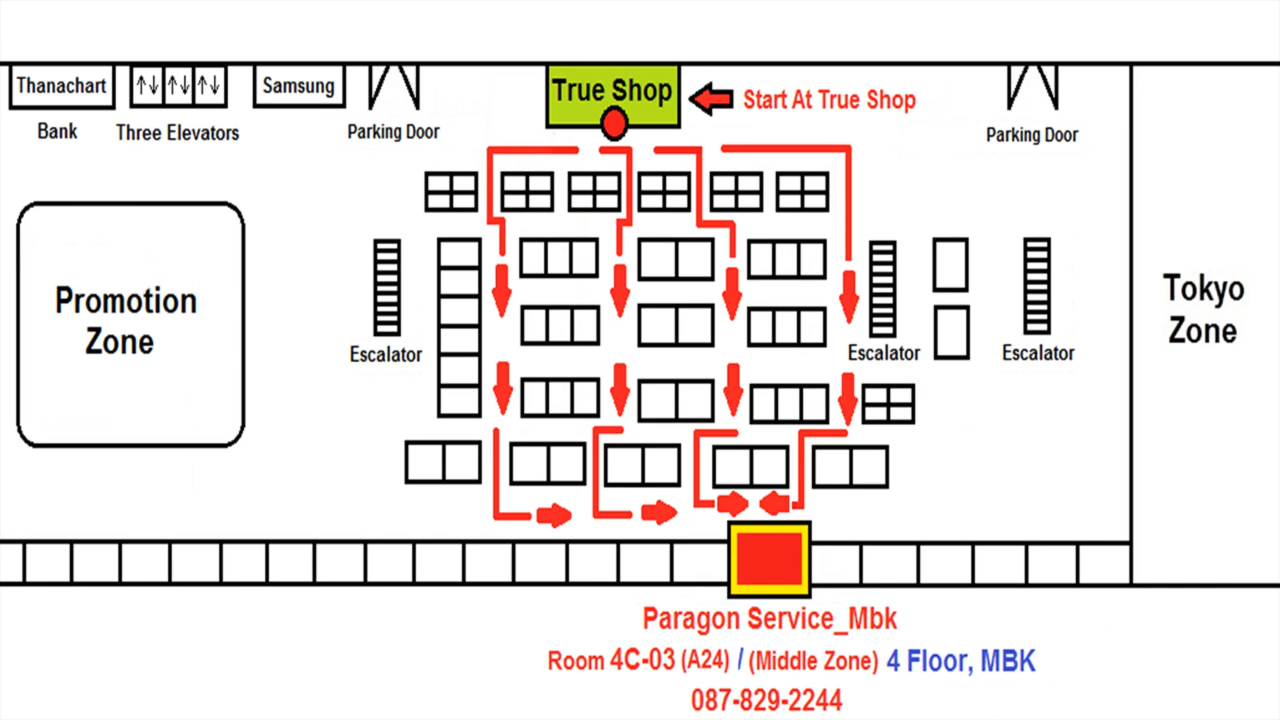 Thanachart
Bank
Three Elevators
Samsung
Parking Door
True Shop
Start At True Shop
Parking Door
Promotion
Zone
Escalator
Escalator
Escalator
Tokyo
Zone
Paragon Service_Mbk
Room 4C-03 (A24) / (Middle Zone) 4 Floor, MBK
087-829-2244